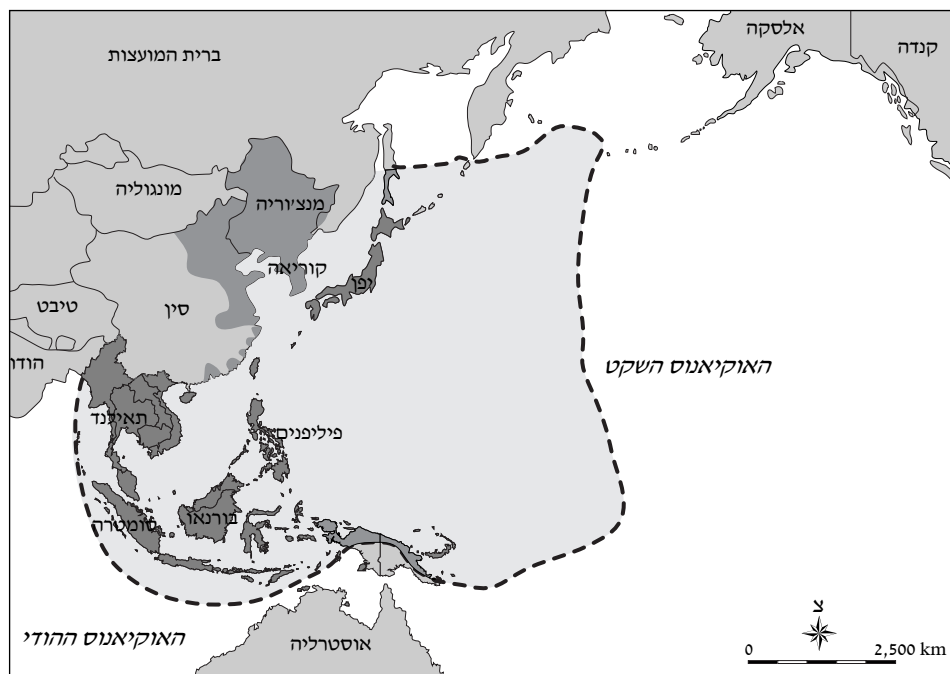 אלסקה
קנדה
ברית המועצות
מונגוליה
מנצ'וריה
קוריאה
יפן
טיבט
סין
הודו
האוקיאנוס השקט
תאילנד
פיליפנים
בורנאו
סומטרה
האוקיאנוס ההודי
אוסטרליה
צ
0 2,500 km